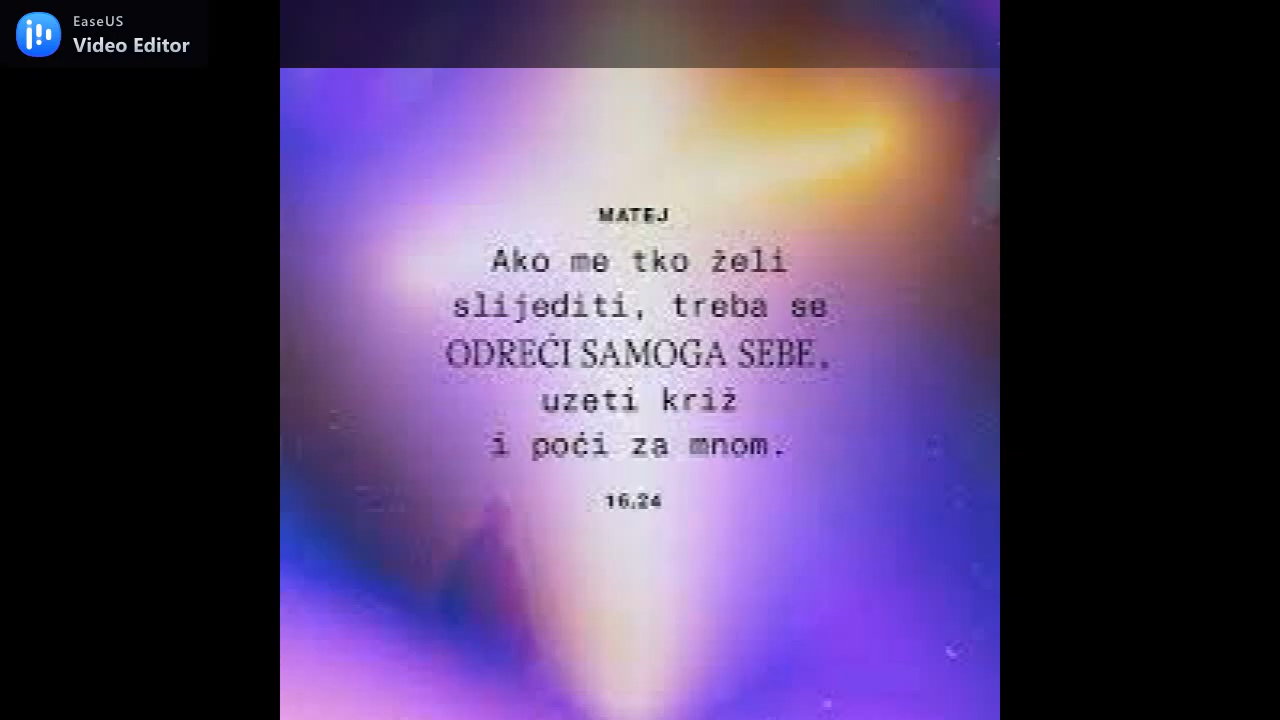 EaseUS
Video Editor
MATEJ
Ako me tko želi
slijediti, treba se
ODREĆI SAMOGA SEBE,
uzeti križ
i poći za mnom.
16,24